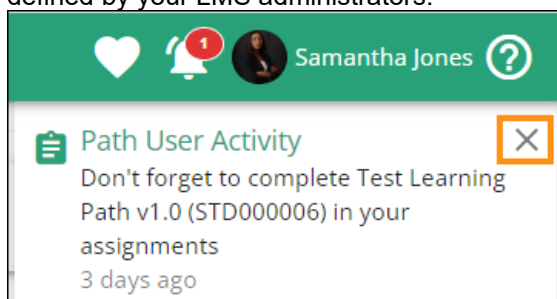 defined by your LMS administrators.
1
Samantha Jones ?
Path User Activity
Don't forget to complete Test Learning
Path v1.0 (STD000006) in your
assignments
3 days ago